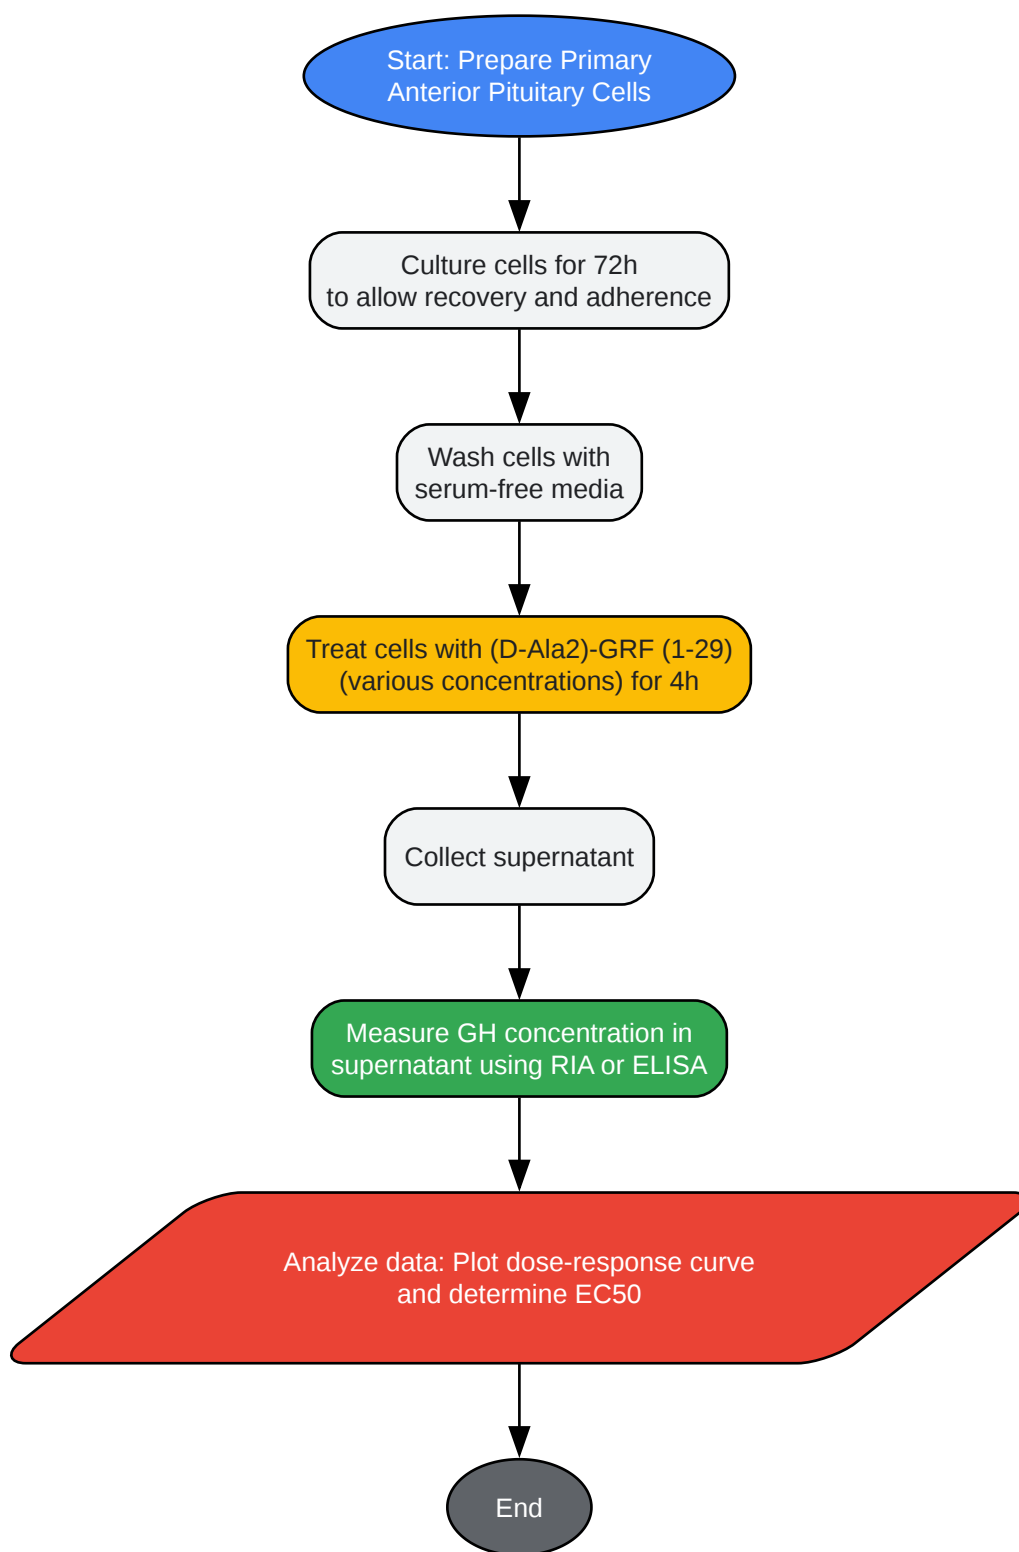 Start: Prepare Primary
Anterior Pituitary Cells
Culture cells for 72h
to allow recovery and adherence
Wash cells with
serum-free media
Treat cells with (D-Ala2)-GRF (1-29)
(various concentrations) for 4h
Collect supernatant
Measure GH concentration in
supernatant using RIA or ELISA
Analyze data: Plot dose-response curve
and determine EC50
End